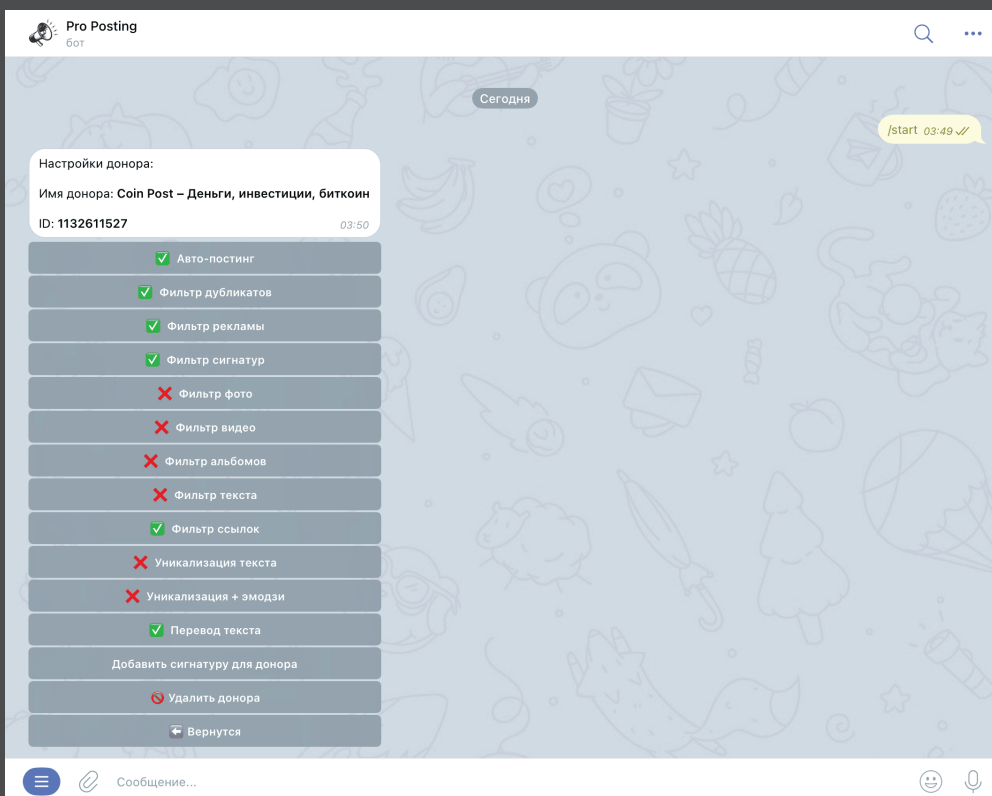 Pro Posting
бот
Сегодня
/start 03:49
Настройки донора:
Имя донора: Coin Post – Деньги, инвестиции, биткоин
ID: 1132611527
03:50
Авто-постинг
Фильтр дубликатов
Фильтр рекламы
Фильтр сигнатур
Фильтр фото
Фильтр видео
Фильтр альбомов
Фильтр текста
Фильтр ссылок
Уникализация текста
Уникализация + эмодзи
Перевод текста
Добавить сигнатуру для донора
Удалить донора
Вернутся
Сообщение...